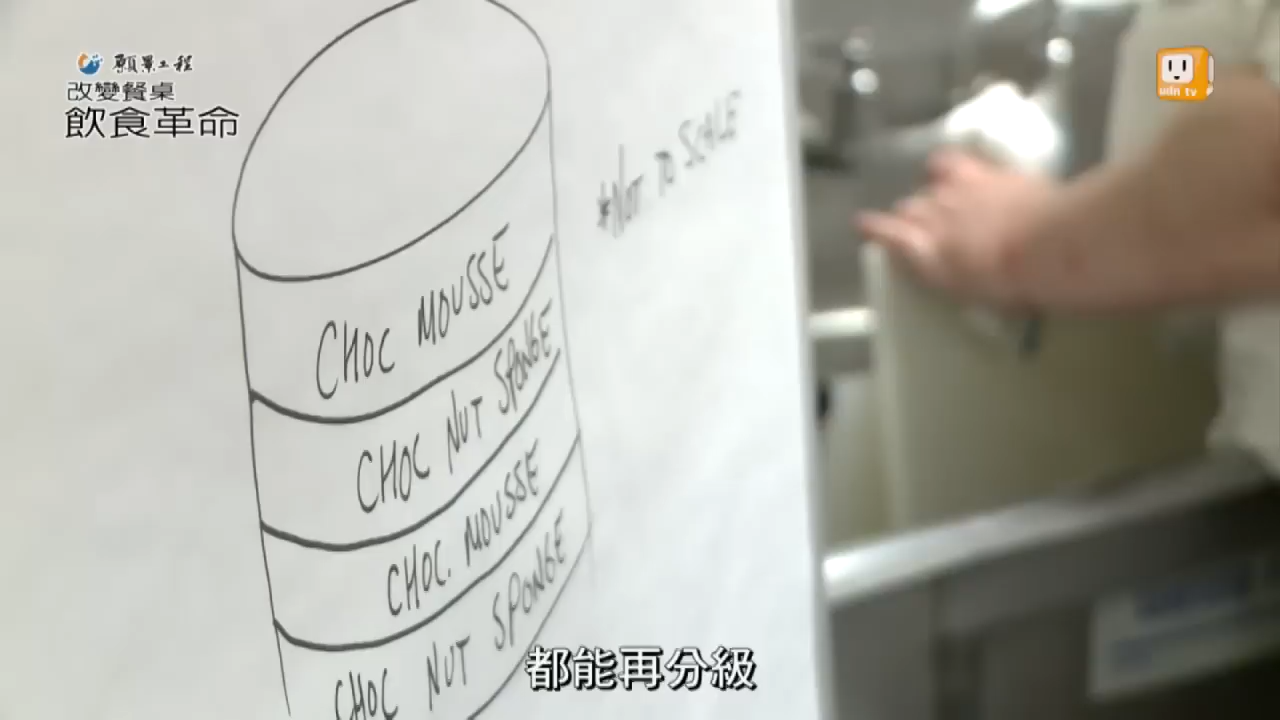 願景工程
改變餐桌
飲食革命
udn tv
*NOT TO SCALE
CHOC MOUSSE
CHOC NUT SPONGE
CHOC. MOUSSE
CHOC NUT SPONGE
都能再分級